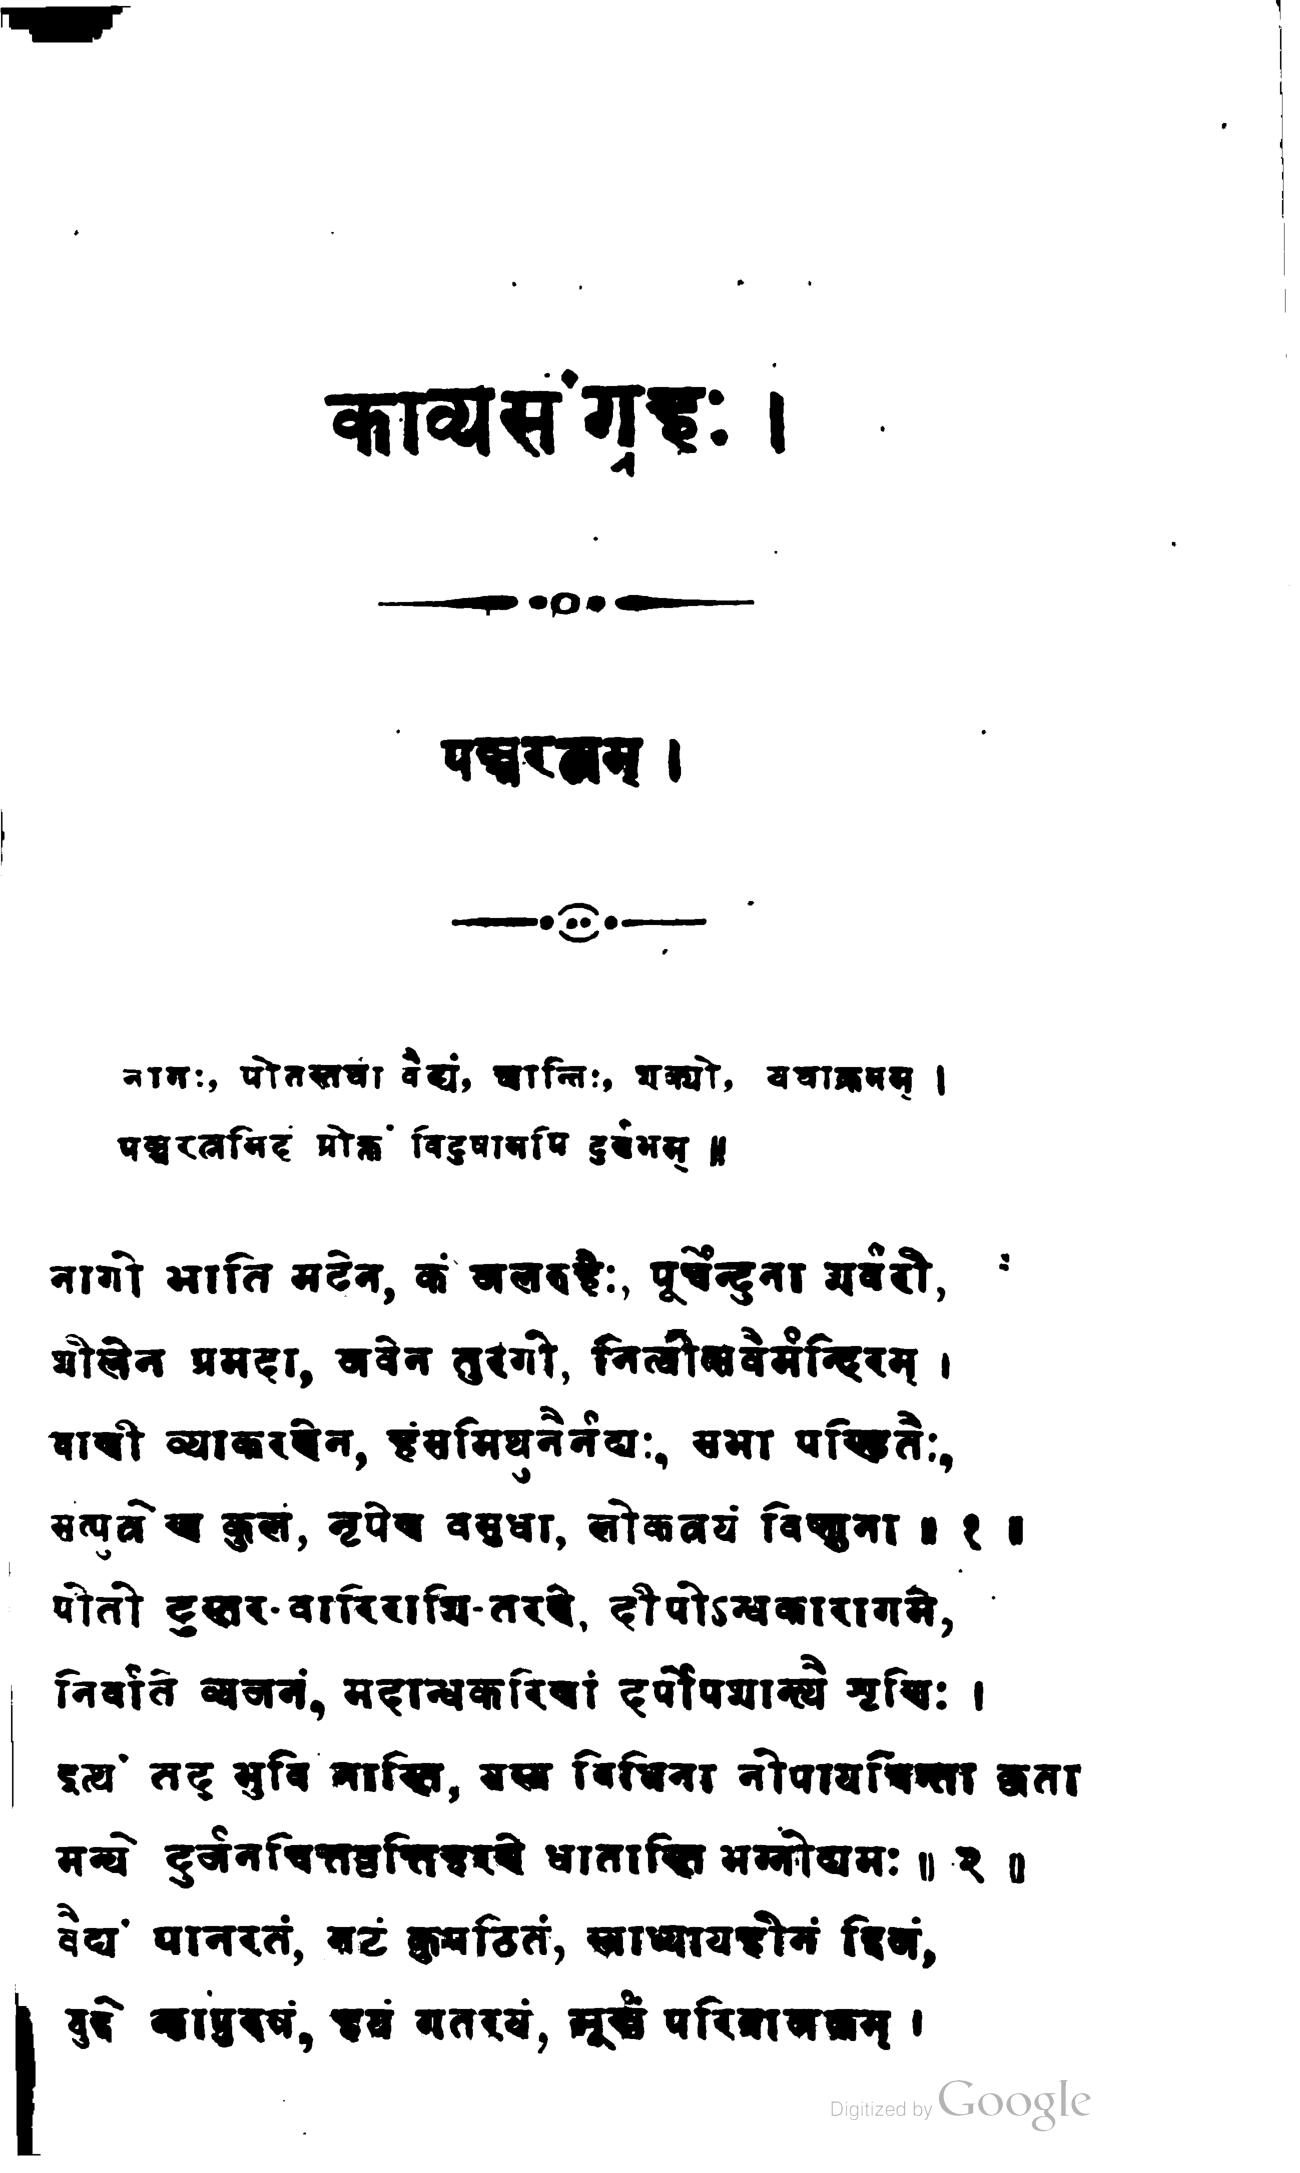 काव्यसंग्रहः ।
पञ्चरत्नम् ।
नागः, पोतस्तथा वैद्यं, क्षान्तिः, शक्यो, यथाक्रमम् ।
पञ्चरत्नमिदं प्रोक्तं विदुषामपि दुर्लभम् ॥
नागो भाति मदेन, कं जलरुहैः, पूर्णेन्दुना शर्वरी,
शीलेन प्रमदा, जवेन तुरगो, नित्योत्सवैर्मन्दिरम् ।
वाणी व्याकरणेन, हंसमिथुनैर्नद्यः, सभा पण्डितैः,
सत्पुत्रेण कुलं, नृपेण वसुधा, लोकत्रयं विष्णुना ॥ १ ॥
पोतो दुस्तर-वारिराशि-तरणे, दीपोऽन्धकारागमे,
निर्वाते व्यजनं, मदान्धकरिणां दर्पोपशान्त्यै शृणिः ।
इत्थं तद् भुवि नास्ति, यस्य विधिना नोपायचिन्ता कृता
मन्ये दुर्जनचित्तवृत्तिहरणे धातास्ति भग्नोद्यमः ॥ २ ॥
वैद्यं पानरतं, नटं कुपठितं, स्वाध्यायहीनं द्विजं,
युद्धे कापुरुषं, हयं गतरयं, मूर्खं परिव्राजकम् ।
Digitized by Google